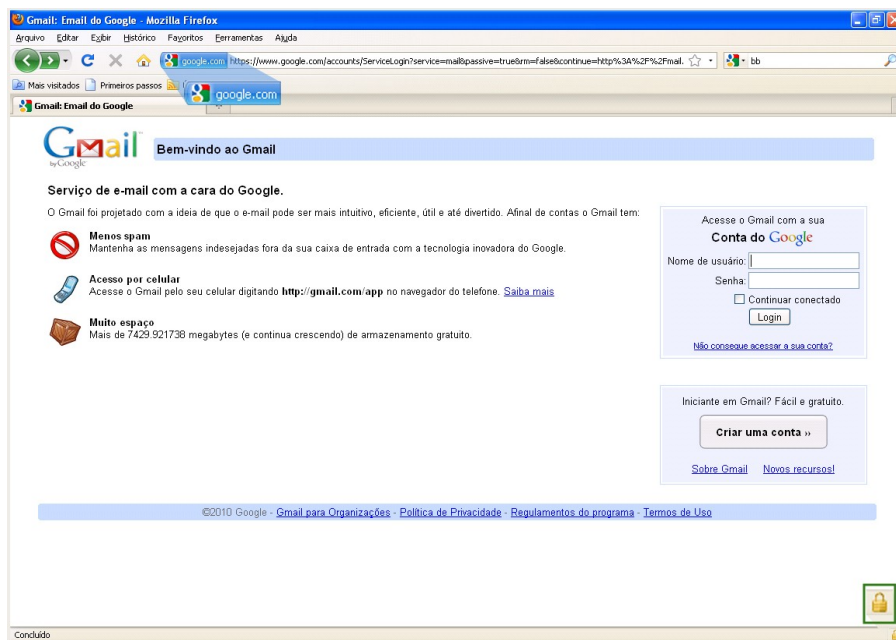 Gmail: Email do Google - Mozilla Firefox
Arquivo Editar Exibir Histórico Favoritos Ferramentas Ajuda
google.com https://www.google.com/accounts/ServiceLogin?service=mail&passive=true&rm=false&continue=http%3A%2F%2Fmail. bb
Mais visitados Primeiros passos
google.com
Gmail: Email do Google
Gmail
by Google
Bem-vindo ao Gmail
Serviço de e-mail com a cara do Google.
O Gmail foi projetado com a ideia de que o e-mail pode ser mais intuitivo, eficiente, útil e até divertido. Afinal de contas o Gmail tem:
Menos spam
Mantenha as mensagens indesejadas fora da sua caixa de entrada com a tecnologia inovadora do Google.
Acesso por celular
Acesse o Gmail pelo seu celular digitando http://gmail.com/app no navegador do telefone. Saiba mais
Muito espaço
Mais de 7429.921738 megabytes (e continua crescendo) de armazenamento gratuito.
Acesse o Gmail com a sua
Conta do Google
Nome de usuário:
Senha:
Continuar conectado
Login
Não consegue acessar a sua conta?
Iniciante em Gmail? Fácil e gratuito.
Criar uma conta »
Sobre Gmail Novos recursos!
©2010 Google - Gmail para Organizações - Política de Privacidade - Regulamentos do programa - Termos de Uso
Concluído